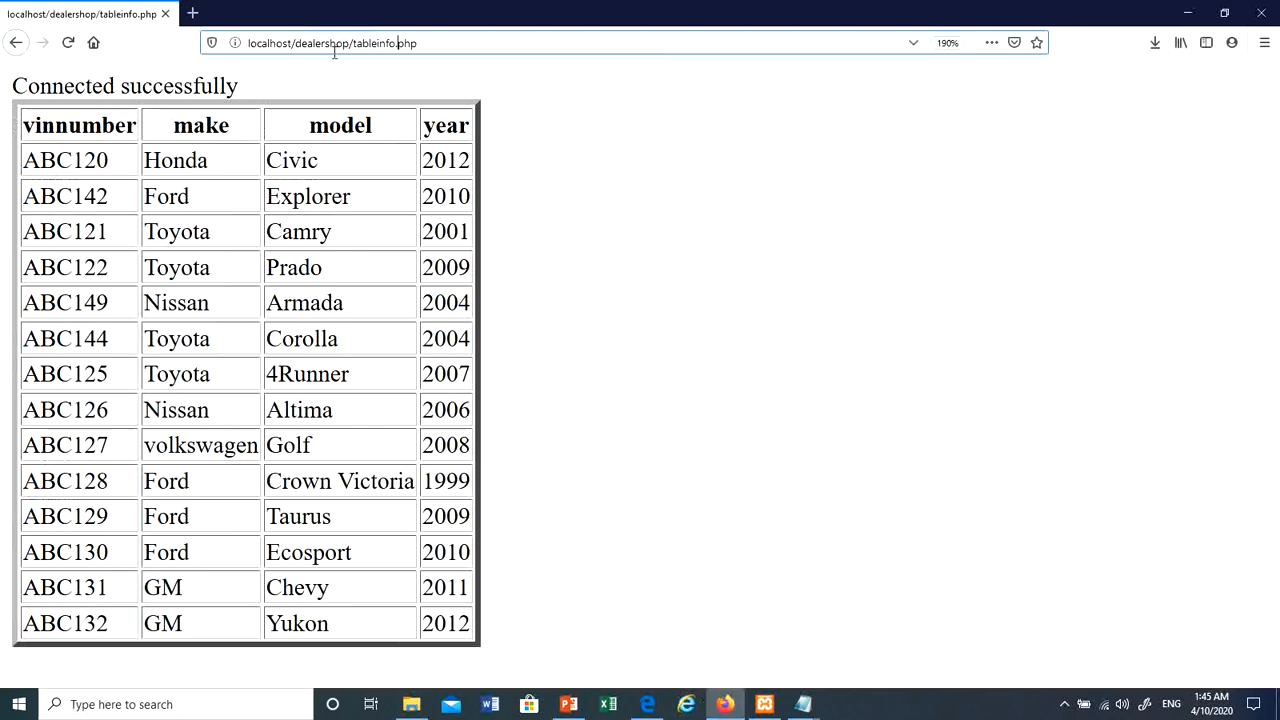 localhost/dealershop/tableinfo.php
localhost/dealershop/tableinfo.php
190%
Connected successfully
vinnumber make model year
ABC120 Honda Civic 2012
ABC142 Ford Explorer 2010
ABC121 Toyota Camry 2001
ABC122 Toyota Prado 2009
ABC149 Nissan Armada 2004
ABC144 Toyota Corolla 2004
ABC125 Toyota 4Runner 2007
ABC126 Nissan Altima 2006
ABC127 volkswagen Golf 2008
ABC128 Ford Crown Victoria 1999
ABC129 Ford Taurus 2009
ABC130 Ford Ecosport 2010
ABC131 GM Chevy 2011
ABC132 GM Yukon 2012
Type here to search
ENG
1:45 AM
4/10/2020